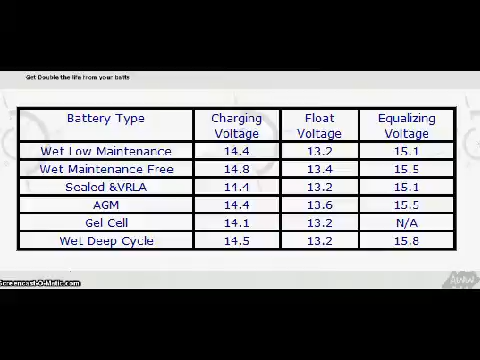 Get Double the life from your batts
Battery Type Charging Voltage Float Voltage Equalizing Voltage
Wet Low Maintenance 14.4 13.2 15.1
Wet Maintenance Free 14.8 13.4 15.5
Sealed &VRLA 14.4 13.2 15.1
AGM 14.4 13.6 15.5
Gel Cell 14.1 13.2 N/A
Wet Deep Cycle 14.5 13.2 15.8
Screencast-O-Matic.com